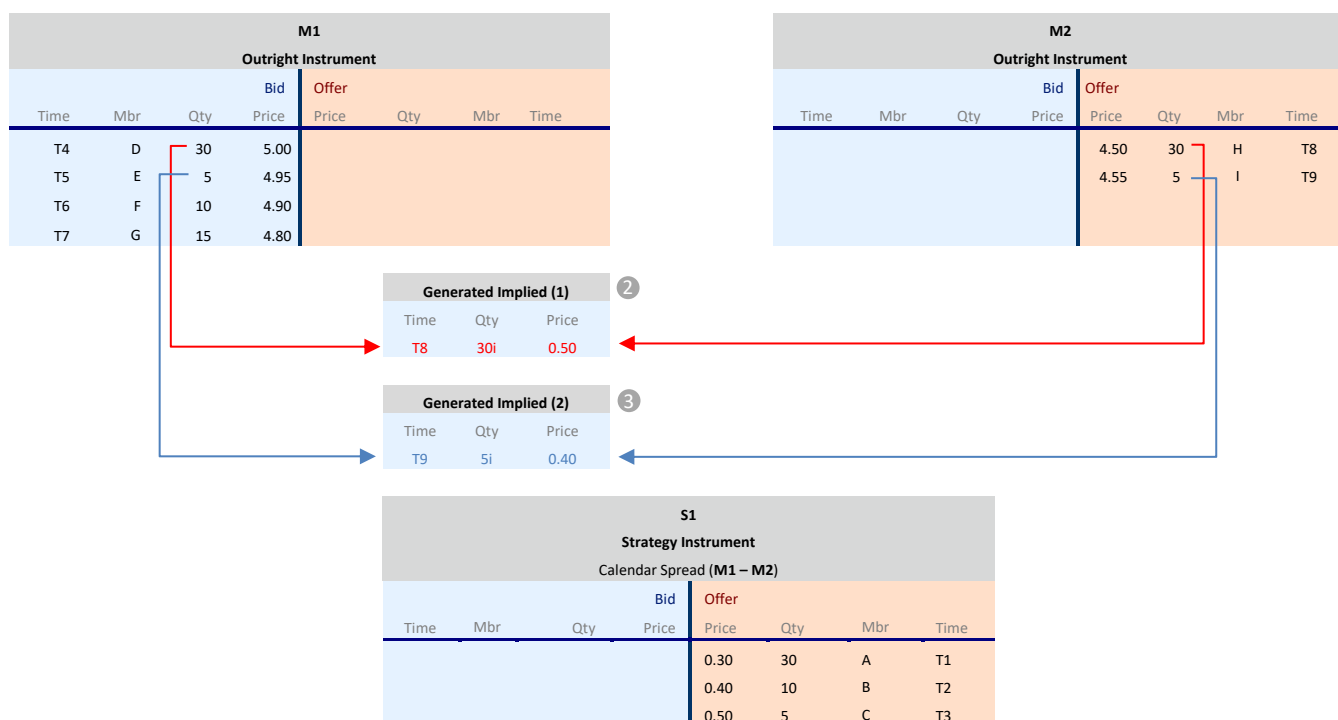 M1
Outright Instrument
Bid Offer
Time Mbr Qty Price Price Qty Mbr Time
T4 D 30 5.00
T5 E 5 4.95
T6 F 10 4.90
T7 G 15 4.80
M2
Outright Instrument
Bid Offer
Time Mbr Qty Price Price Qty Mbr Time
4.50 30 H T8
4.55 5 I T9
Generated Implied (1) 2
Time Qty Price
T8 30i 0.50
Generated Implied (2) 3
Time Qty Price
T9 5i 0.40
S1
Strategy Instrument
Calendar Spread (M1 – M2)
Bid Offer
Time Mbr Qty Price Price Qty Mbr Time
0.30 30 A T1
0.40 10 B T2
0.50 5 C T3